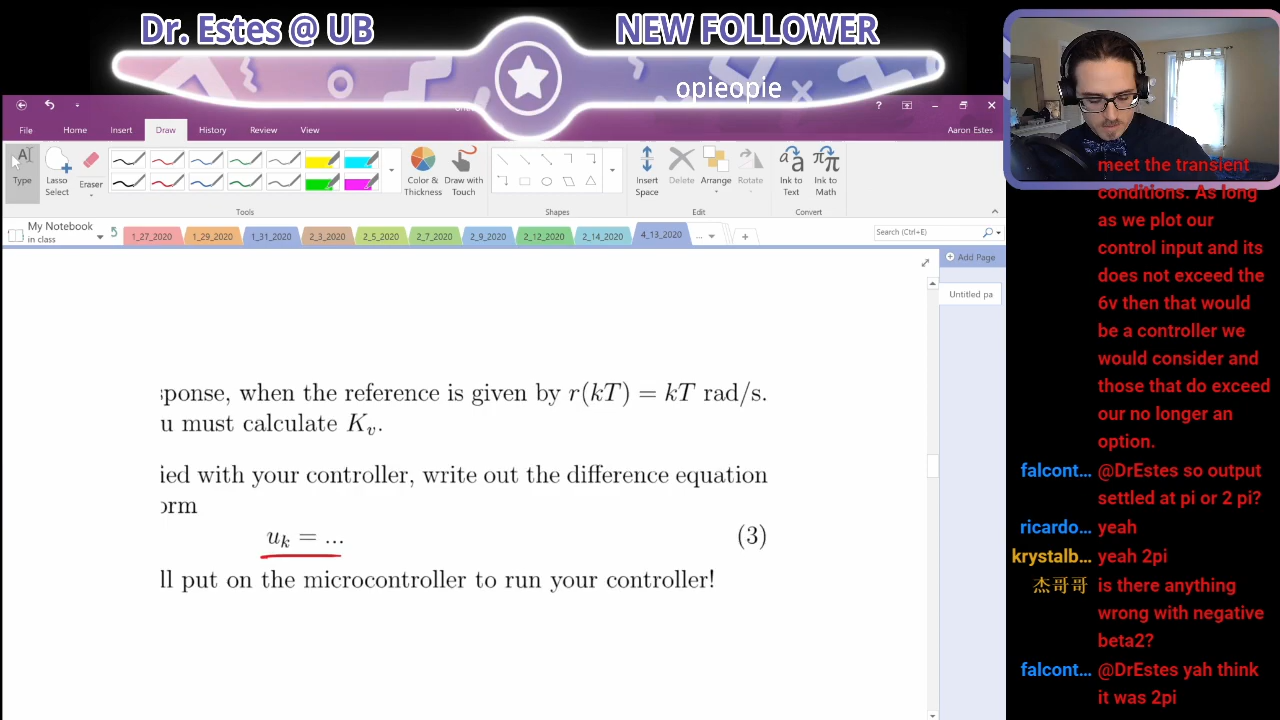 Dr. Estes @ UB
NEW FOLLOWER
opieopie
File Home Insert Draw History Review View
Aaron Estes
Type
Lasso Select
Eraser
Color & Thickness
Draw with Touch
Insert Space
Delete
Arrange
Rotate
Ink to Text
Ink to Math
Tools
Shapes
Edit
Convert
My Notebook
in class
1_27_2020 1_29_2020 1_31_2020 2_3_2020 2_5_2020 2_7_2020 2_9_2020 2_12_2020 2_14_2020 4_13_2020 ...
Search (Ctrl+E)
Add Page
Untitled pa
sponse, when the reference is given by r(kT) = kT rad/s.
u must calculate Kᵥ.
ied with your controller, write out the difference equation
orm
uₖ = ...
(3)
ll put on the microcontroller to run your controller!
meet the transient
conditions. As long
as we plot our
control input and its
does not exceed the
6v then that would
be a controller we
would consider and
those that do exceed
our no longer an
option.
falcont... @DrEstes so output
settled at pi or 2 pi?
ricardo... yeah
krystalb... yeah 2pi
杰哥哥 is there anything
wrong with negative
beta2?
falcont... @DrEstes yah think
it was 2pi